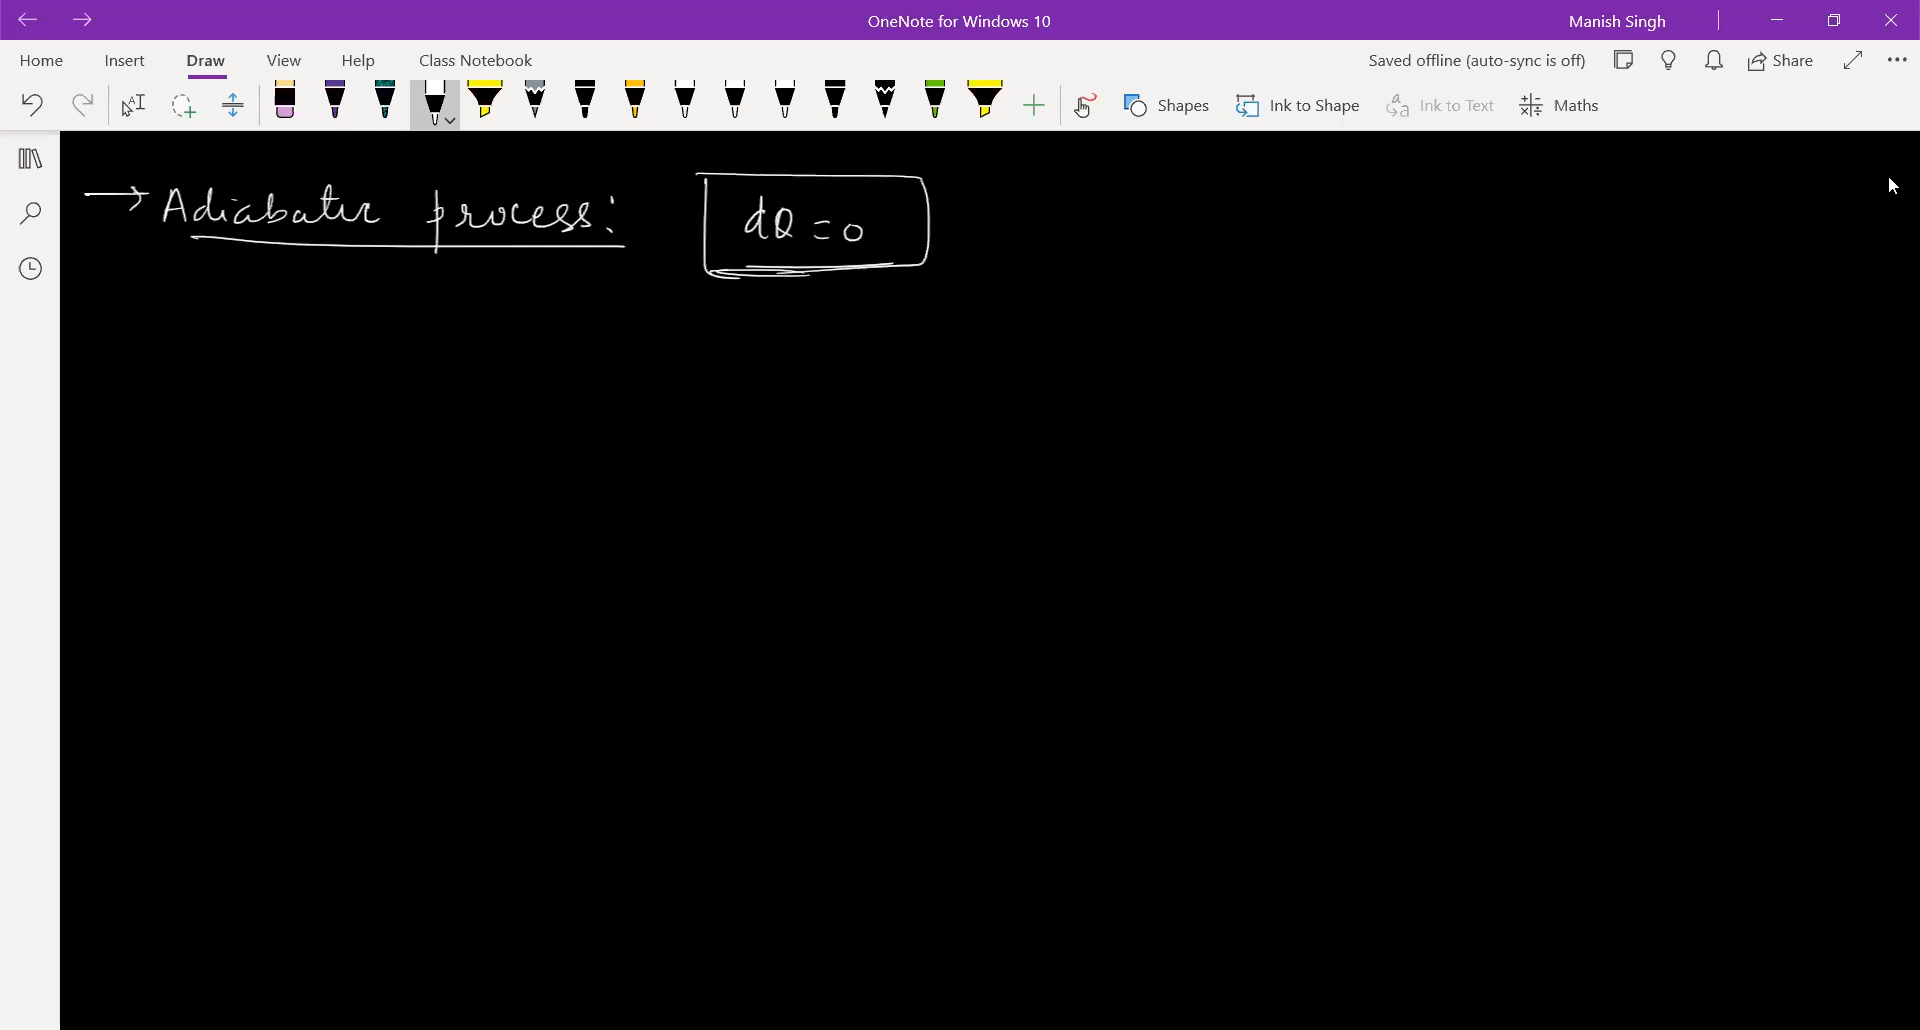 OneNote for Windows 10
Manish Singh
Home Insert Draw View Help Class Notebook
Saved offline (auto-sync is off) Share
Shapes Ink to Shape Ink to Text Maths
→ Adiabatic process: dQ = 0